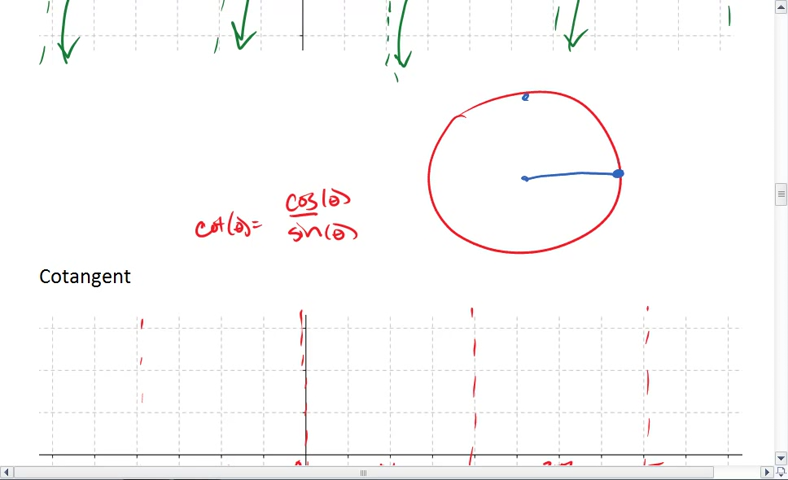 cos(θ)
cot(θ)=
sin(θ)
Cotangent